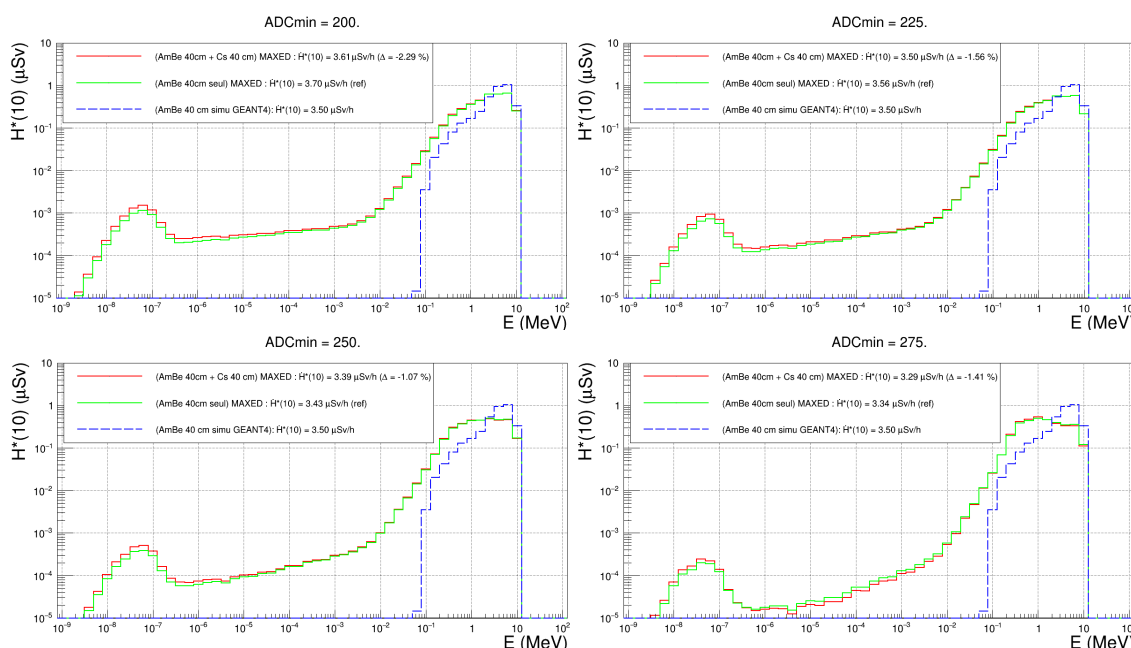 ADCmin = 200.
H*(10) (μSv)
(AmBe 40cm + Cs 40 cm) MAXED : Ḣ*(10) = 3.61 μSv/h (Δ = -2.29 %)
(AmBe 40cm seul) MAXED : Ḣ*(10) = 3.70 μSv/h (ref)
(AmBe 40 cm simu GEANT4): Ḣ*(10) = 3.50 μSv/h
10
1
10⁻¹
10⁻²
10⁻³
10⁻⁴
10⁻⁵
10⁻⁹ 10⁻⁸ 10⁻⁷ 10⁻⁶ 10⁻⁵ 10⁻⁴ 10⁻³ 10⁻² 10⁻¹ 1 10 10²
E (MeV)
ADCmin = 225.
H*(10) (μSv)
(AmBe 40cm + Cs 40 cm) MAXED : Ḣ*(10) = 3.50 μSv/h (Δ = -1.56 %)
(AmBe 40cm seul) MAXED : Ḣ*(10) = 3.56 μSv/h (ref)
(AmBe 40 cm simu GEANT4): Ḣ*(10) = 3.50 μSv/h
10
1
10⁻¹
10⁻²
10⁻³
10⁻⁴
10⁻⁵
10⁻⁹ 10⁻⁸ 10⁻⁷ 10⁻⁶ 10⁻⁵ 10⁻⁴ 10⁻³ 10⁻² 10⁻¹ 1 10 10²
E (MeV)
ADCmin = 250.
H*(10) (μSv)
(AmBe 40cm + Cs 40 cm) MAXED : Ḣ*(10) = 3.39 μSv/h (Δ = -1.07 %)
(AmBe 40cm seul) MAXED : Ḣ*(10) = 3.43 μSv/h (ref)
(AmBe 40 cm simu GEANT4): Ḣ*(10) = 3.50 μSv/h
10
1
10⁻¹
10⁻²
10⁻³
10⁻⁴
10⁻⁵
10⁻⁹ 10⁻⁸ 10⁻⁷ 10⁻⁶ 10⁻⁵ 10⁻⁴ 10⁻³ 10⁻² 10⁻¹ 1 10 10²
E (MeV)
ADCmin = 275.
H*(10) (μSv)
(AmBe 40cm + Cs 40 cm) MAXED : Ḣ*(10) = 3.29 μSv/h (Δ = -1.41 %)
(AmBe 40cm seul) MAXED : Ḣ*(10) = 3.34 μSv/h (ref)
(AmBe 40 cm simu GEANT4): Ḣ*(10) = 3.50 μSv/h
10
1
10⁻¹
10⁻²
10⁻³
10⁻⁴
10⁻⁵
10⁻⁹ 10⁻⁸ 10⁻⁷ 10⁻⁶ 10⁻⁵ 10⁻⁴ 10⁻³ 10⁻² 10⁻¹ 1 10 10²
E (MeV)